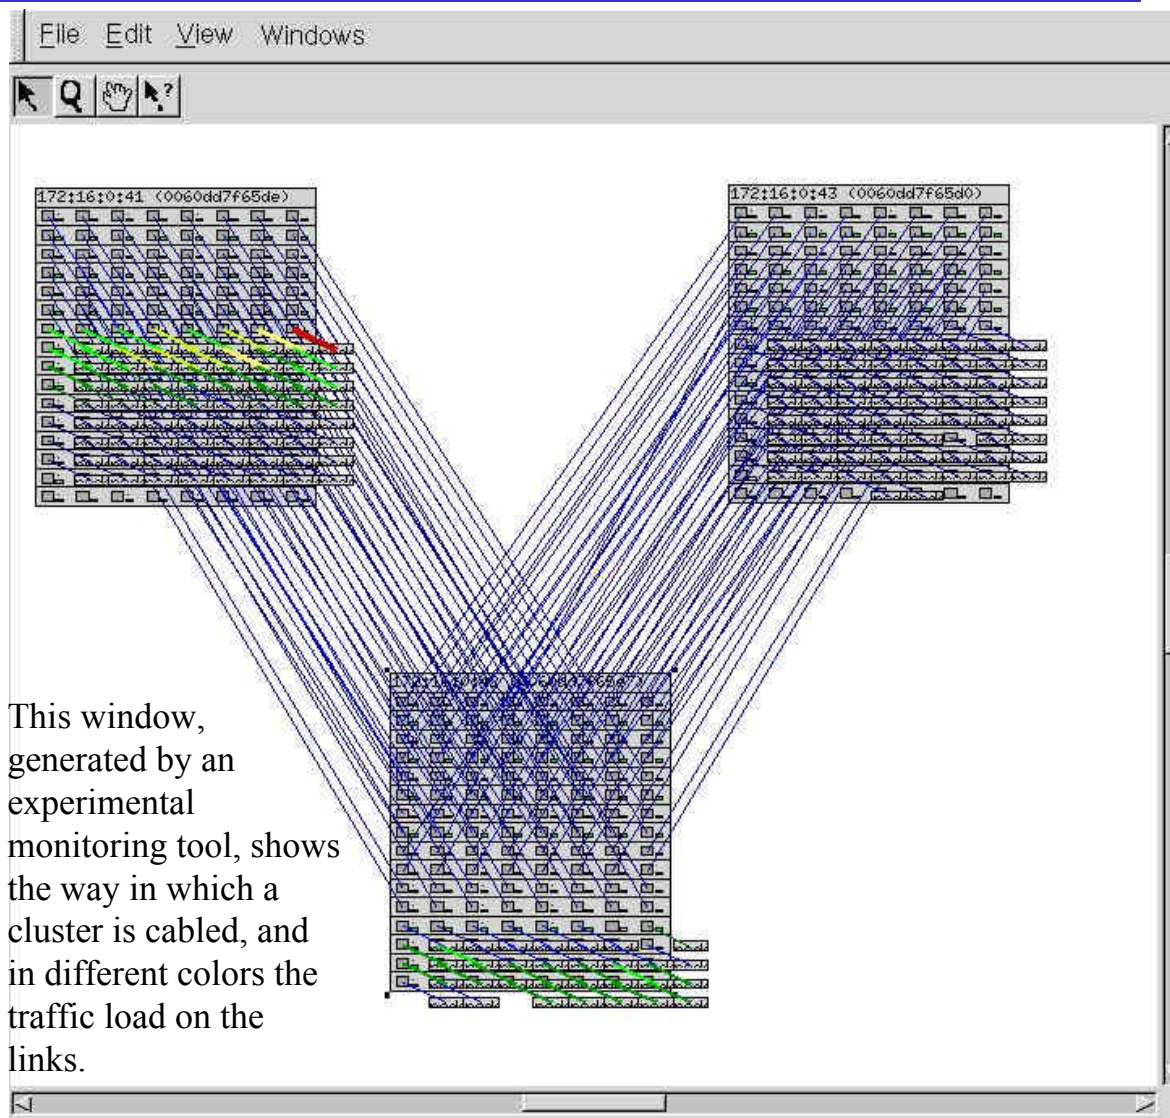 File Edit View Windows
172:16:0:41 (0060dd7f65de)
172:16:0:43 (0060dd7f65d0)
This window,
generated by an
experimental
monitoring tool, shows
the way in which a
cluster is cabled, and
in different colors the
traffic load on the
links.